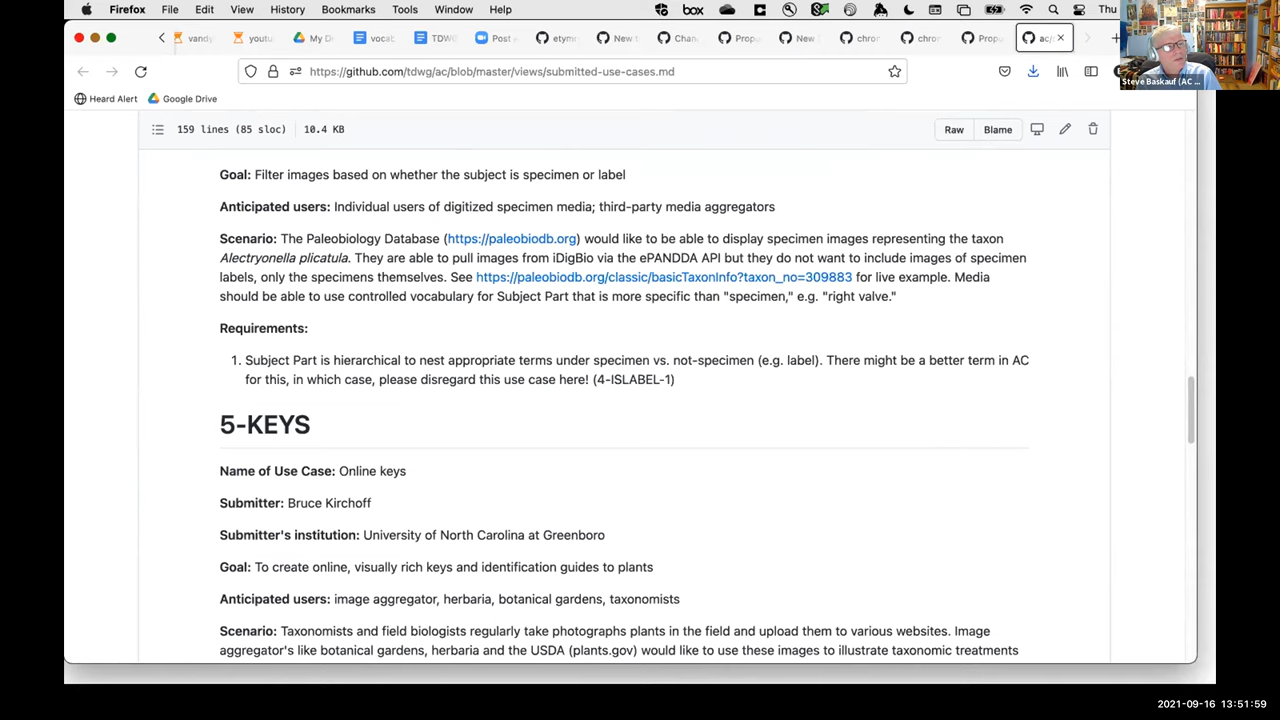 Firefox File Edit View History Bookmarks Tools Window Help box Thu
vandy youtu My D vocab TDWG Post a etymi New t Chan Propu New chron chron Propu ac/s
https://github.com/tdwg/ac/blob/master/views/submitted-use-cases.md
Steve Baskauf (AC ...
Heard Alert Google Drive
159 lines (85 sloc) 10.4 KB Raw Blame
Goal: Filter images based on whether the subject is specimen or label
Anticipated users: Individual users of digitized specimen media; third-party media aggregators
Scenario: The Paleobiology Database (https://paleobiodb.org) would like to be able to display specimen images representing the taxon
Alectryonella plicatula. They are able to pull images from iDigBio via the ePANDDA API but they do not want to include images of specimen
labels, only the specimens themselves. See https://paleobiodb.org/classic/basicTaxonInfo?taxon_no=309883 for live example. Media
should be able to use controlled vocabulary for Subject Part that is more specific than "specimen," e.g. "right valve."
Requirements:
1. Subject Part is hierarchical to nest appropriate terms under specimen vs. not-specimen (e.g. label). There might be a better term in AC
for this, in which case, please disregard this use case here! (4-ISLABEL-1)
5-KEYS
Name of Use Case: Online keys
Submitter: Bruce Kirchoff
Submitter's institution: University of North Carolina at Greenboro
Goal: To create online, visually rich keys and identification guides to plants
Anticipated users: image aggregator, herbaria, botanical gardens, taxonomists
Scenario: Taxonomists and field biologists regularly take photographs plants in the field and upload them to various websites. Image
aggregator's like botanical gardens, herbaria and the USDA (plants.gov) would like to use these images to illustrate taxonomic treatments
2021-09-16 13:51:59